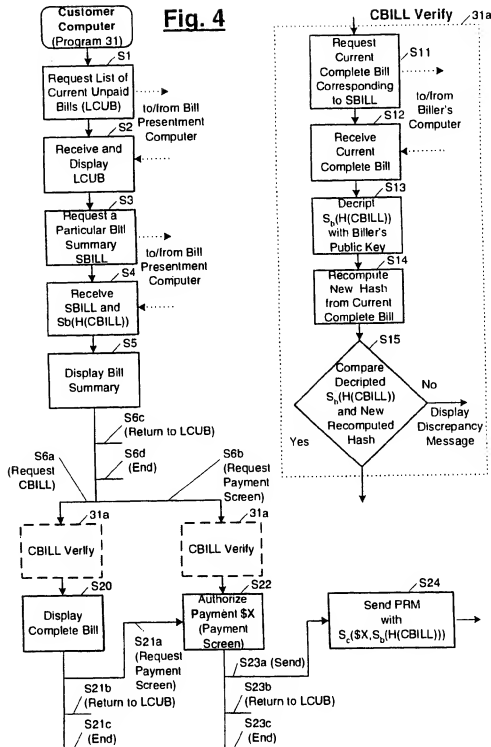 Customer
Computer
(Program 31)
Fig. 4
S1
Request List of
Current Unpaid
Bills (LCUB)
to/from Bill
Presentment
Computer
S2
Receive and
Display
LCUB
S3
Request a
Particular Bill
Summary
SBILL
to/from Bill
Presentment
Computer
S4
Receive
SBILL and
Sb(H(CBILL))
S5
Display Bill
Summary
S6c
(Return to LCUB)
S6d
(End)
S6a
(Request
CBILL)
S6b
(Request
Payment
Screen)
31a
CBILL Verify
31a
CBILL Verify
S20
Display
Complete Bill
S21a
(Request
Payment
Screen)
S21b
(Return to LCUB)
S21c
(End)
S22
Authorize
Payment $X
(Payment
Screen)
S23a (Send)
S23b
(Return to LCUB)
S23c
(End)
S24
Send PRM
with
Sc($X,Sb(H(CBILL)))
CBILL Verify
31a
S11
Request
Current
Complete Bill
Corresponding
to SBILL
to/from
Biller's
Computer
S12
Receive
Current
Complete Bill
S13
Decript
Sb(H(CBILL))
with Biller's
Public Key
S14
Recompute
New Hash
from Current
Complete Bill
S15
Compare
Decripted
Sb(H(CBILL))
and New
Recomputed
Hash
Yes
No
Display
Discrepancy
Message